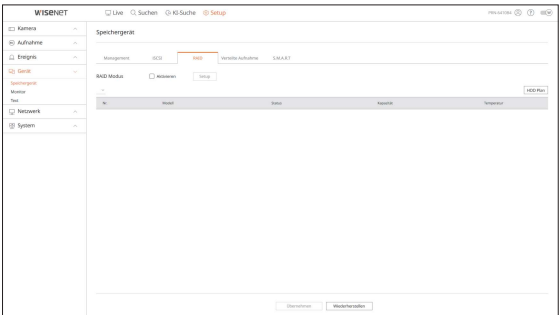 WISENET
Live Suchen KI-Suche Setup
Kamera
Aufnahme
Ereignis
Gerät
Speichergerät
Monitor
Text
Netzwerk
System
Speichergerät
Management iSCSI RAID Verteilte Aufnahme S.M.A.R.T
RAID Modus Aktivieren Setup
HDD Plan
Nr. Modell Status Kapazität Temperatur
Übernehmen Wiederherstellen